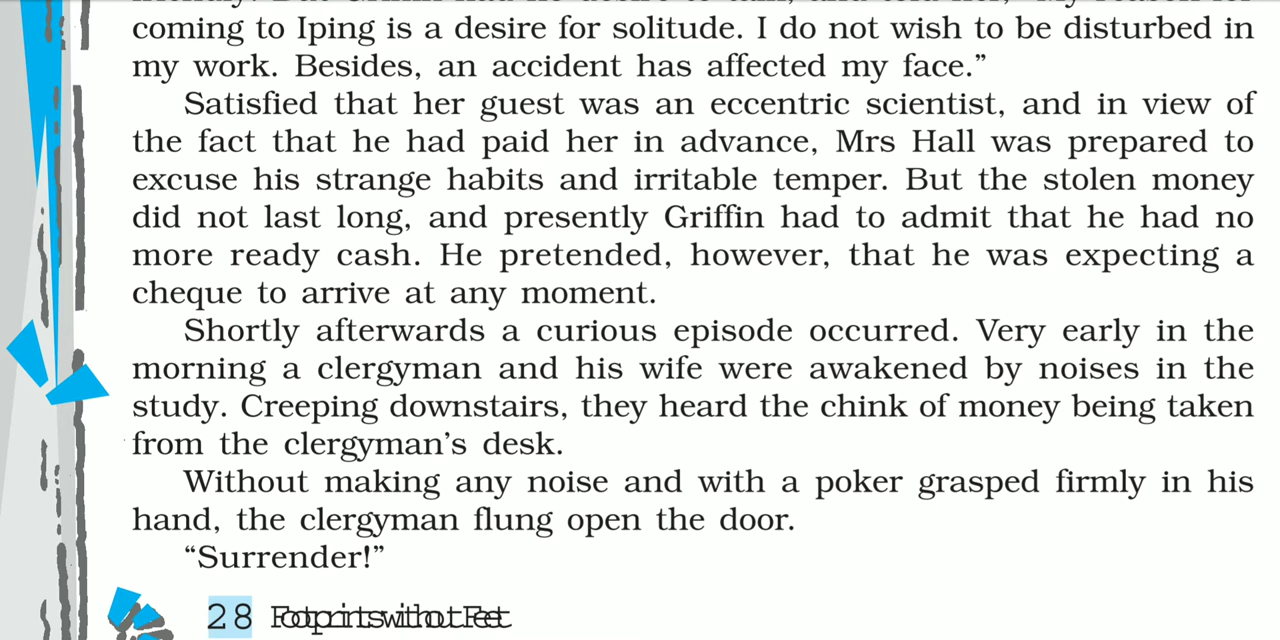 coming to Iping is a desire for solitude. I do not wish to be disturbed in
my work. Besides, an accident has affected my face.”
Satisfied that her guest was an eccentric scientist, and in view of
the fact that he had paid her in advance, Mrs Hall was prepared to
excuse his strange habits and irritable temper. But the stolen money
did not last long, and presently Griffin had to admit that he had no
more ready cash. He pretended, however, that he was expecting a
cheque to arrive at any moment.
Shortly afterwards a curious episode occurred. Very early in the
morning a clergyman and his wife were awakened by noises in the
study. Creeping downstairs, they heard the chink of money being taken
from the clergyman’s desk.
Without making any noise and with a poker grasped firmly in his
hand, the clergyman flung open the door.
“Surrender!”
28 Footprints without Feet